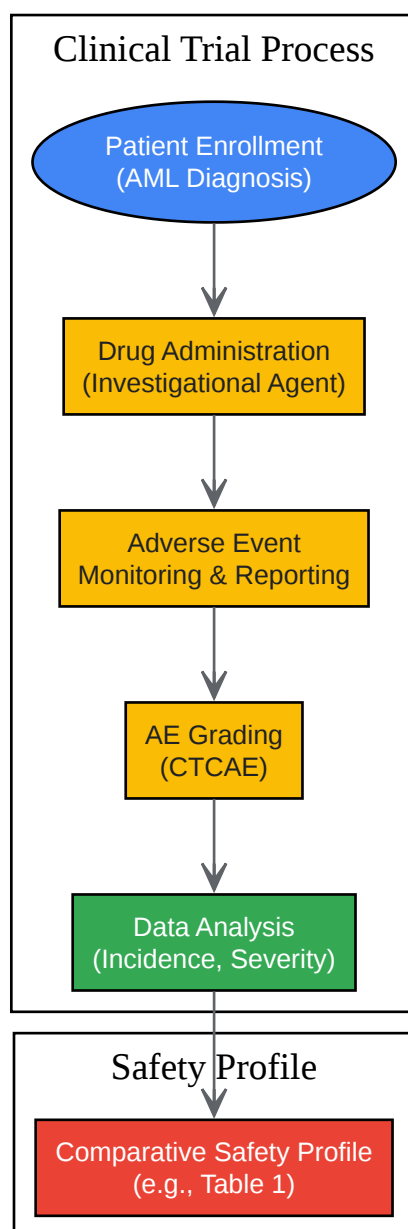 Clinical Trial Process
Patient Enrollment
(AML Diagnosis)
Drug Administration
(Investigational Agent)
Adverse Event
Monitoring & Reporting
AE Grading
(CTCAE)
Data Analysis
(Incidence, Severity)
Safety Profile
Comparative Safety Profile
(e.g., Table 1)